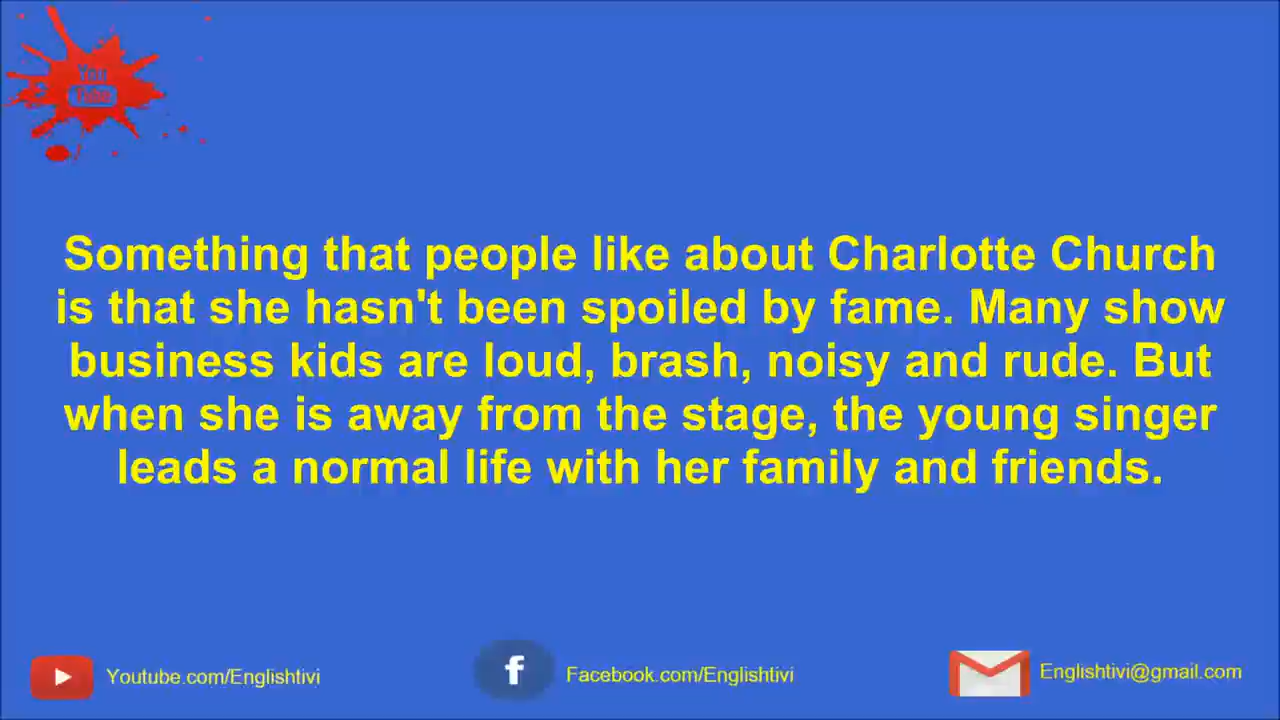 You
Tube
Something that people like about Charlotte Church
is that she hasn't been spoiled by fame. Many show
business kids are loud, brash, noisy and rude. But
when she is away from the stage, the young singer
leads a normal life with her family and friends.
Youtube.com/Englishtivi
f
Facebook.com/Englishtivi
Englishtivi@gmail.com